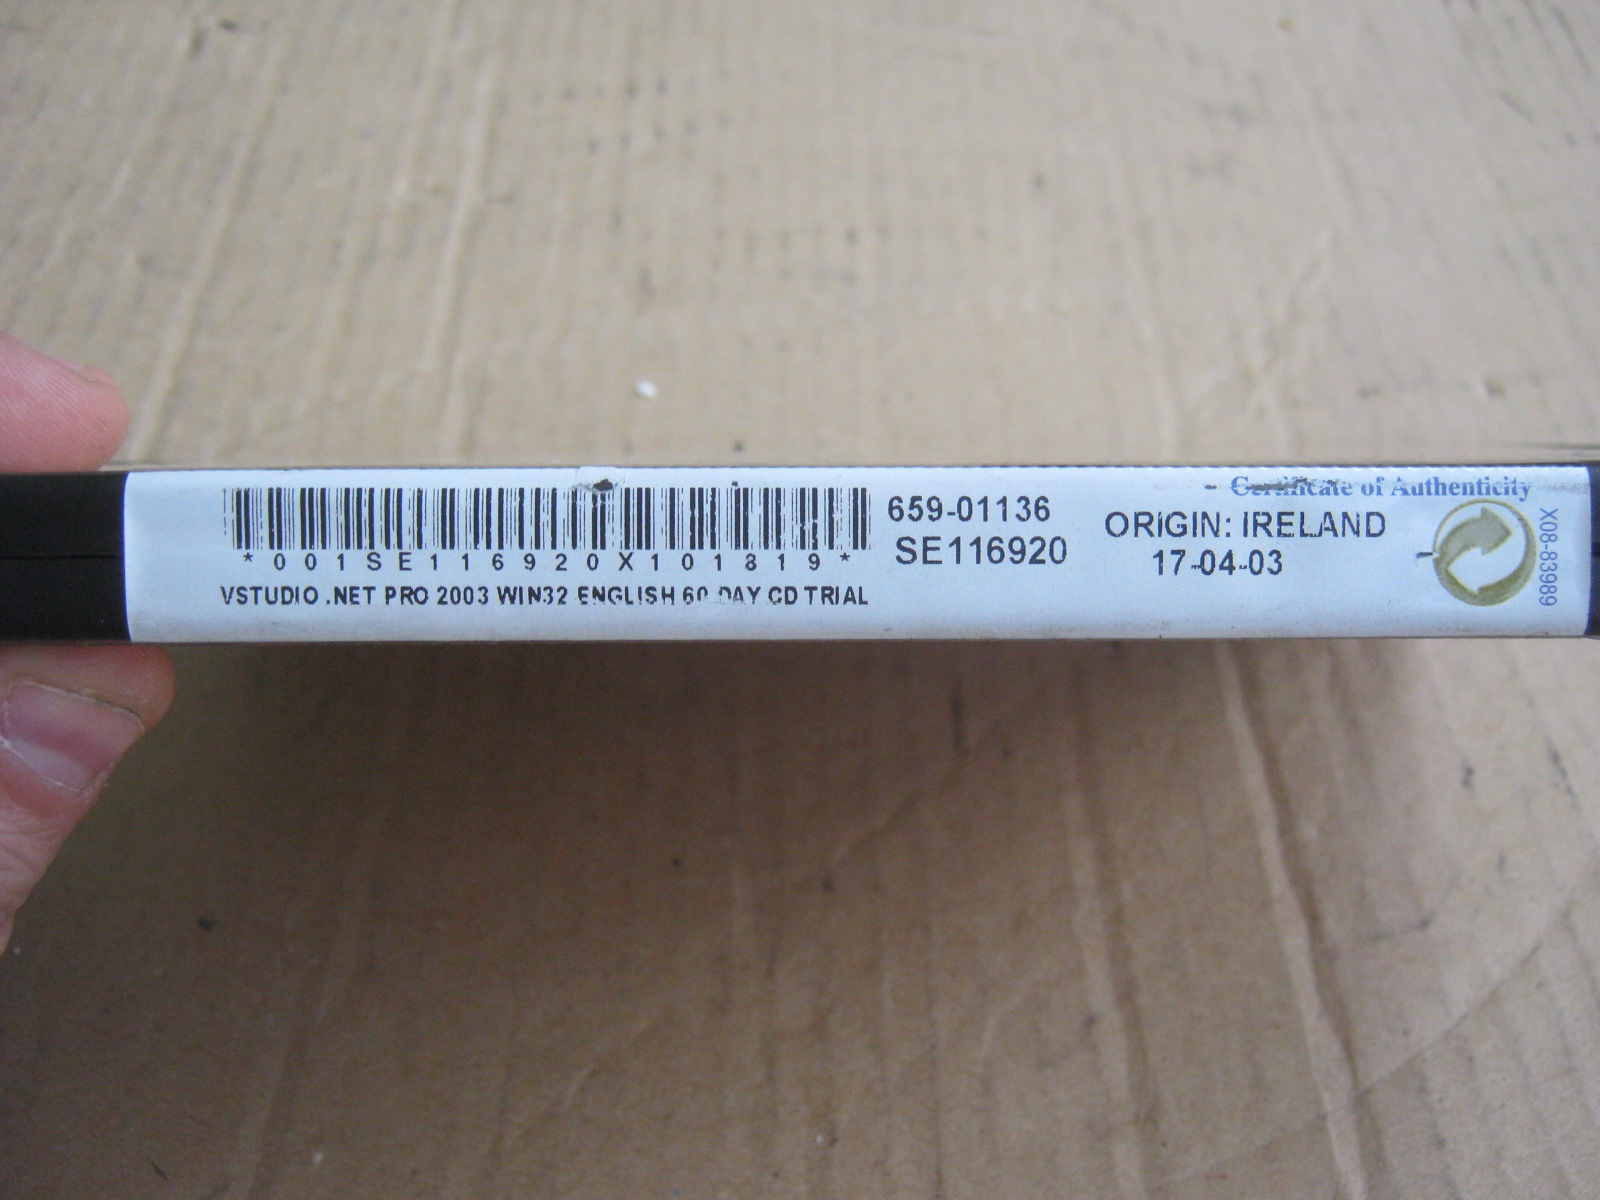 *001SE116920X101819*
VSTUDIO .NET PRO 2003 WIN32 ENGLISH 60 DAY CD TRIAL
659-01136
SE116920
Certificate of Authenticity
ORIGIN: IRELAND
17-04-03
X08-83989